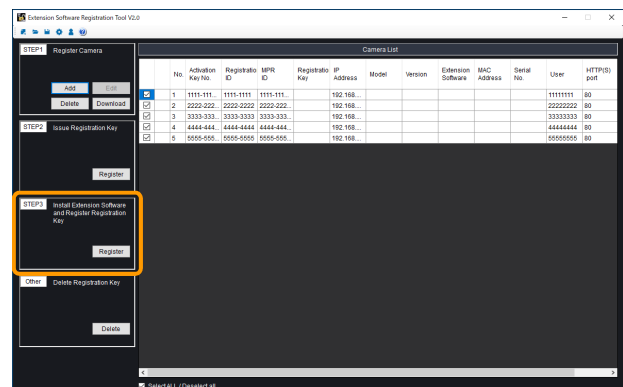 Extension Software Registration Tool V2.0
STEP1 Register Camera
Add Edit
Delete Download
STEP2 Issue Registration Key
Register
STEP3 Install Extension Software
and Register Registration
Key
Register
Other Delete Registration Key
Delete
Camera List
No. Activation Key No. Registratio ID MPR ID Registratio Key IP Address Model Version Extension Software MAC Address Serial No. User HTTP(S) port
1 1111-111... 1111-1111 1111-111... 192.168.... 11111111 80
2 2222-222... 2222-2222 2222-222... 192.168.... 22222222 80
3 3333-333... 3333-3333 3333-333... 192.168.... 33333333 80
4 4444-444... 4444-4444 4444-444... 192.168.... 44444444 80
5 5555-555... 5555-5555 5555-555... 192.168.... 55555555 80
Select ALL / Deselect all